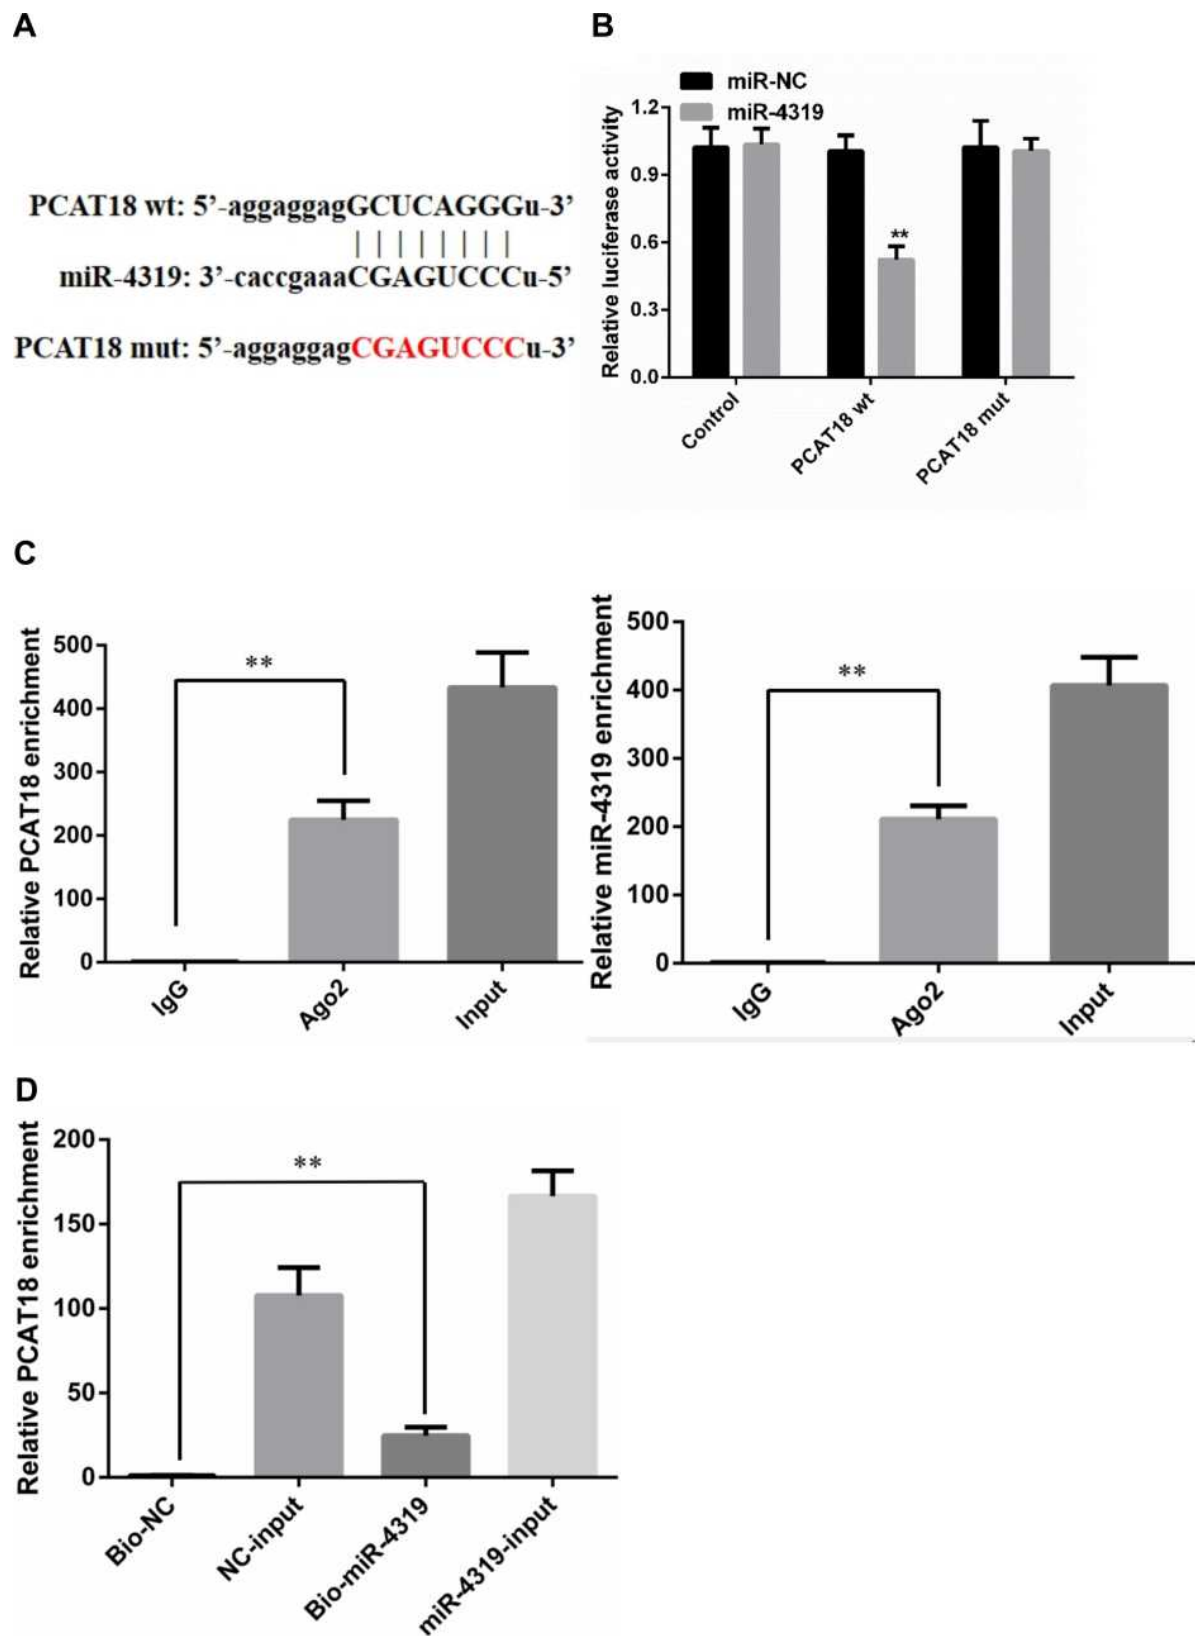 A
PCAT18 wt: 5’-aggaggagGCUCAGGGu-3’
| | | | | | | |
miR-4319: 3’-caccgaaaCGAGUCCCu-5’
PCAT18 mut: 5’-aggaggagCGAGUCCCu-3’
B
miR-NC
miR-4319
Relative luciferase activity
1.2
0.9
0.6
0.3
0.0
**
Control
PCAT18 wt
PCAT18 mut
C
Relative PCAT18 enrichment
500
400
300
200
100
0
**
IgG
Ago2
Input
Relative miR-4319 enrichment
500
400
300
200
100
0
**
IgG
Ago2
Input
D
Relative PCAT18 enrichment
200
150
100
50
0
**
Bio-NC
NC-input
Bio-miR-4319
miR-4319-input